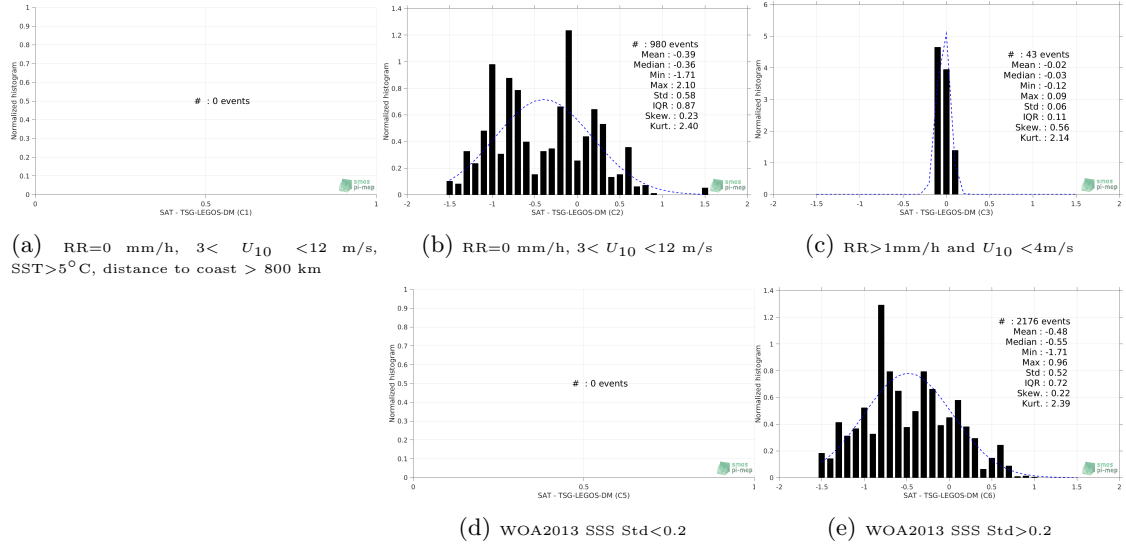 1
0.9
0.8
0.7
0.6
0.5
0.4
0.3
0.2
0.1
0
Normalized histogram
# : 0 events
smos
pi-mep
0 0.5 1
SAT - TSG-LEGOS-DM (C1)
1.4
1.2
1
0.8
0.6
0.4
0.2
0
Normalized histogram
# : 980 events
Mean : -0.39
Median : -0.36
Min : -1.71
Max : 2.10
Std : 0.58
IQR : 0.87
Skew. : 0.23
Kurt. : 2.40
smos
pi-mep
-2 -1.5 -1 -0.5 0 0.5 1 1.5 2
SAT - TSG-LEGOS-DM (C2)
6
5
4
3
2
1
0
Normalized histogram
# : 43 events
Mean : -0.02
Median : -0.03
Min : -0.12
Max : 0.09
Std : 0.06
IQR : 0.11
Skew. : 0.56
Kurt. : 2.14
smos
pi-mep
-2 -1.5 -1 -0.5 0 0.5 1 1.5 2
SAT - TSG-LEGOS-DM (C3)
(a) RR=0 mm/h, 3< U10 <12 m/s,
SST>5°C, distance to coast > 800 km
(b) RR=0 mm/h, 3< U10 <12 m/s
(c) RR>1mm/h and U10 <4m/s
1
0.9
0.8
0.7
0.6
0.5
0.4
0.3
0.2
0.1
0
Normalized histogram
# : 0 events
smos
pi-mep
0 0.5 1
SAT - TSG-LEGOS-DM (C5)
1.4
1.2
1
0.8
0.6
0.4
0.2
0
Normalized histogram
# : 2176 events
Mean : -0.48
Median : -0.55
Min : -1.71
Max : 0.96
Std : 0.52
IQR : 0.72
Skew. : 0.22
Kurt. : 2.39
smos
pi-mep
-2 -1.5 -1 -0.5 0 0.5 1 1.5 2
SAT - TSG-LEGOS-DM (C6)
(d) WOA2013 SSS Std<0.2
(e) WOA2013 SSS Std>0.2